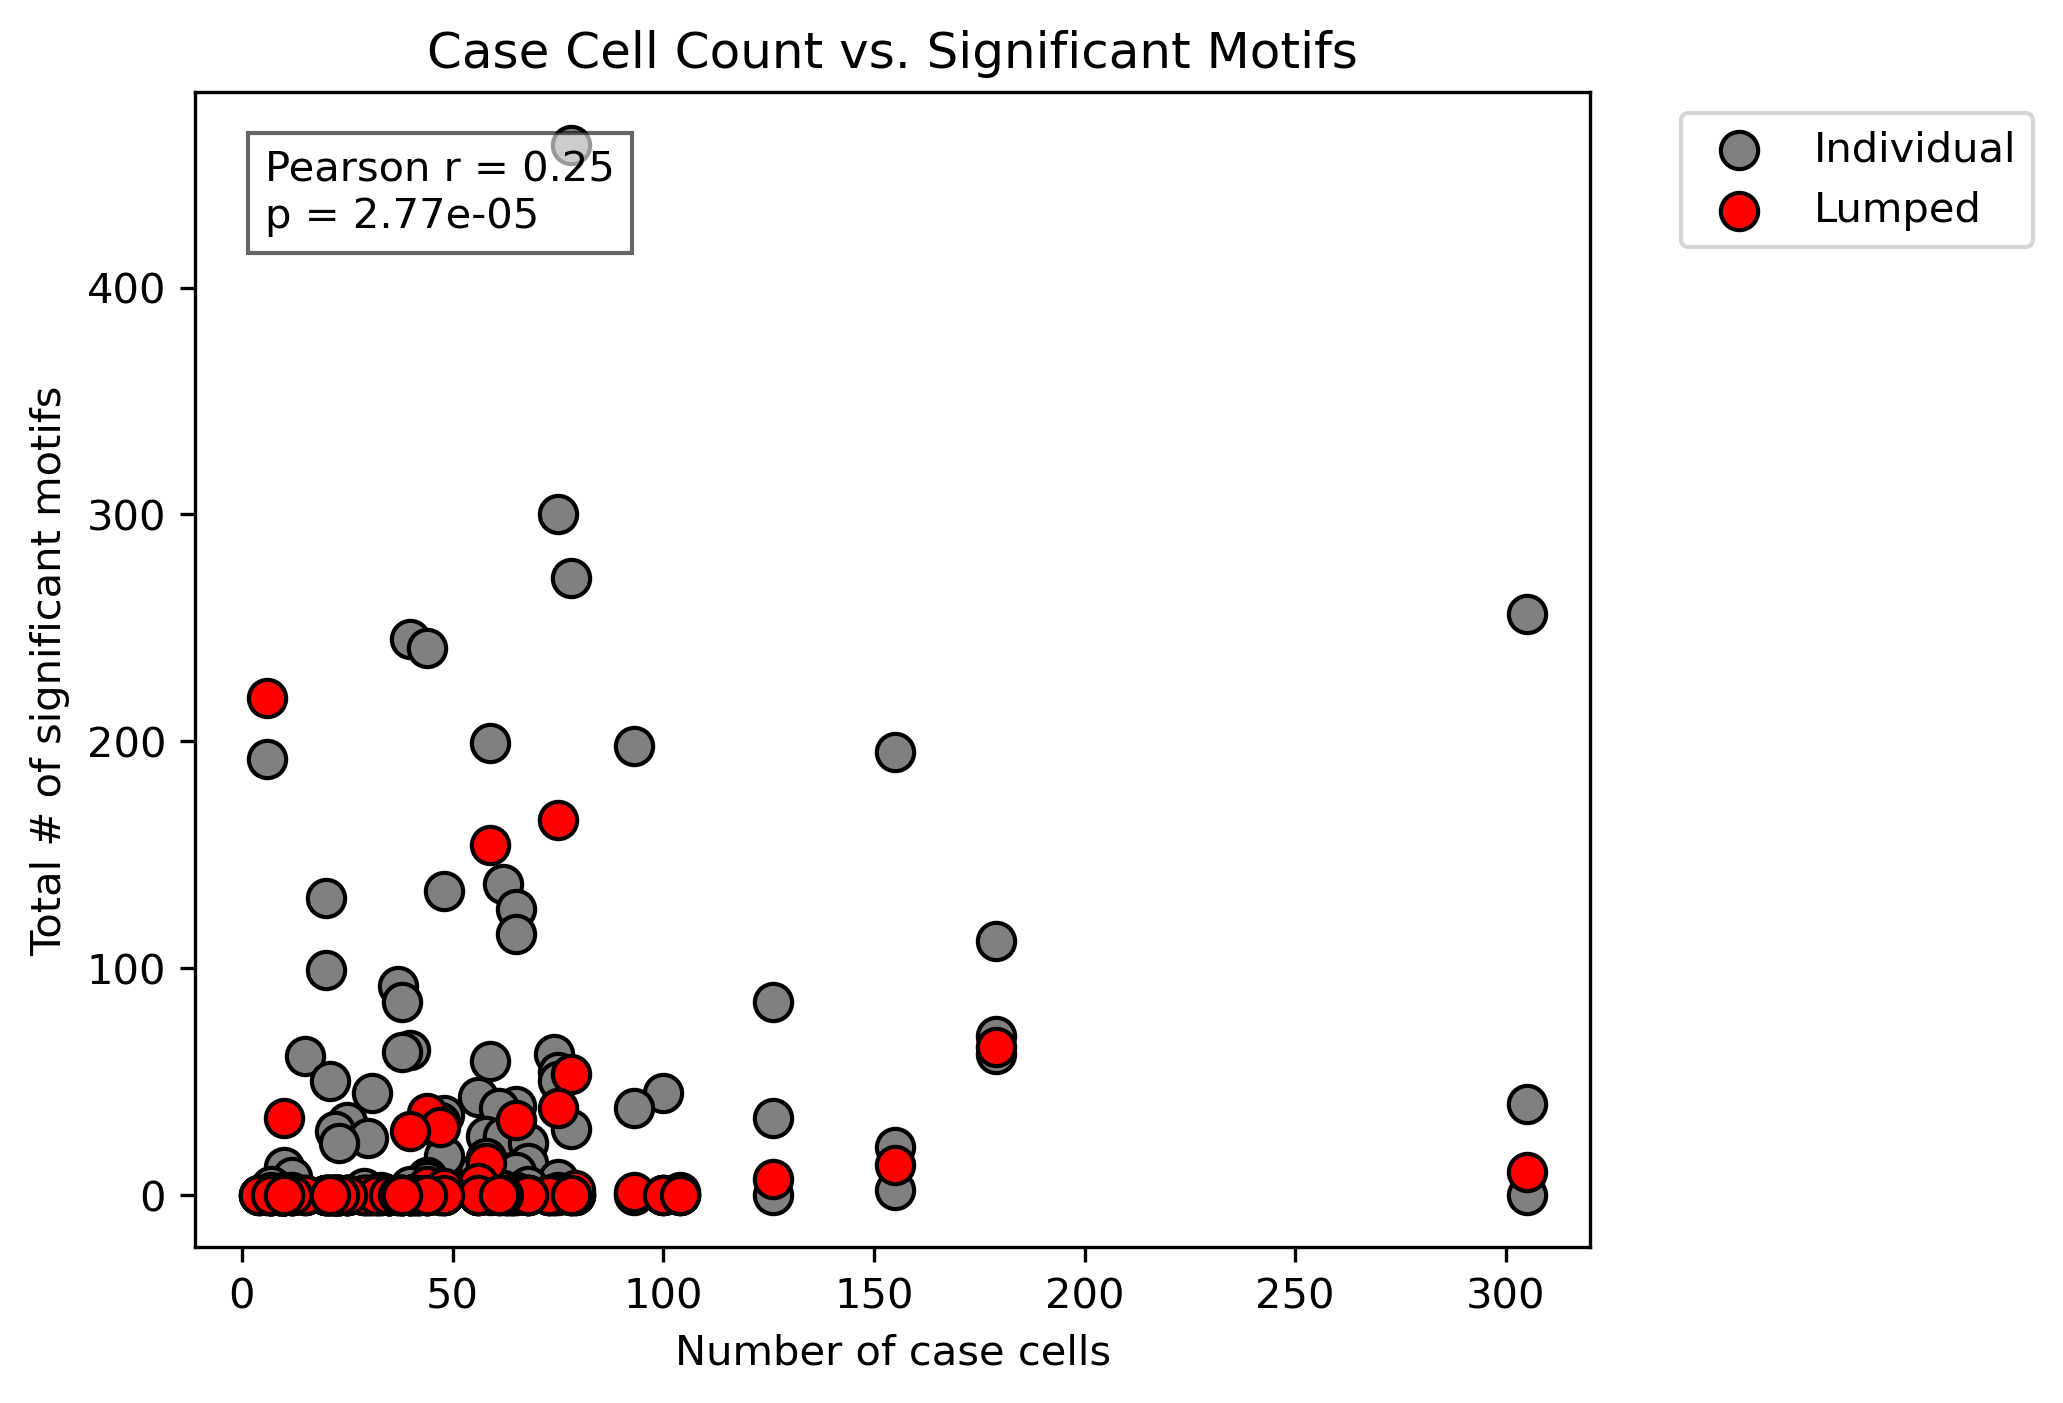 Case Cell Count vs. Significant Motifs
Pearson r = 0.25
p = 2.77e-05
Individual
Lumped
Total # of significant motifs
400
300
200
100
0
0 50 100 150 200 250 300
Number of case cells